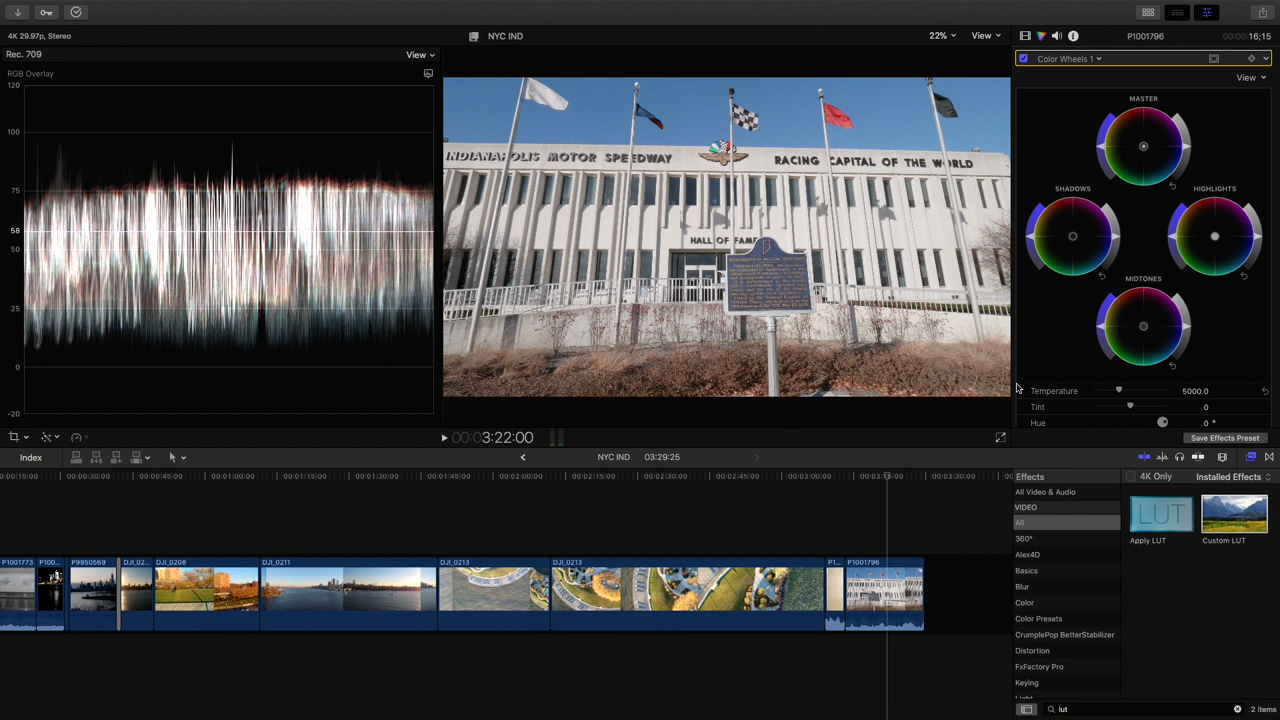 4K 29.97p, Stereo
NYC IND
22%
View
P1001796
00:00:16;15
Rec. 709
View
Color Wheels 1
RGB Overlay
View
120
100
75
58
50
25
0
-20
INDIANAPOLIS MOTOR SPEEDWAY
RACING CAPITAL OF THE WORLD
HALL OF FAME
MASTER
SHADOWS
HIGHLIGHTS
MIDTONES
Temperature 5000.0
Tint 0
Hue 0 °
Save Effects Preset
00:00:3:22:00
Index
NYC IND
03:29:25
00:00:15:00
00:00:30:00
00:00:45:00
00:01:00:00
00:01:15:00
00:01:30:00
00:01:45:00
00:02:00:00
00:02:15:00
00:02:30:00
00:02:45:00
00:03:00:00
00:03:30:00
Effects
4K Only
Installed Effects
All Video & Audio
VIDEO
All
360°
Alex4D
Basics
Blur
Color
Color Presets
CrumplePop BetterStabilizer
Distortion
FxFactory Pro
Keying
Light
LUT
Apply LUT
Custom LUT
P1001773
P100...
P9950569
DJI_02...
DJI_0208
DJI_0211
DJI_0213
DJI_0213
P1...
P1001796
lut
2 items